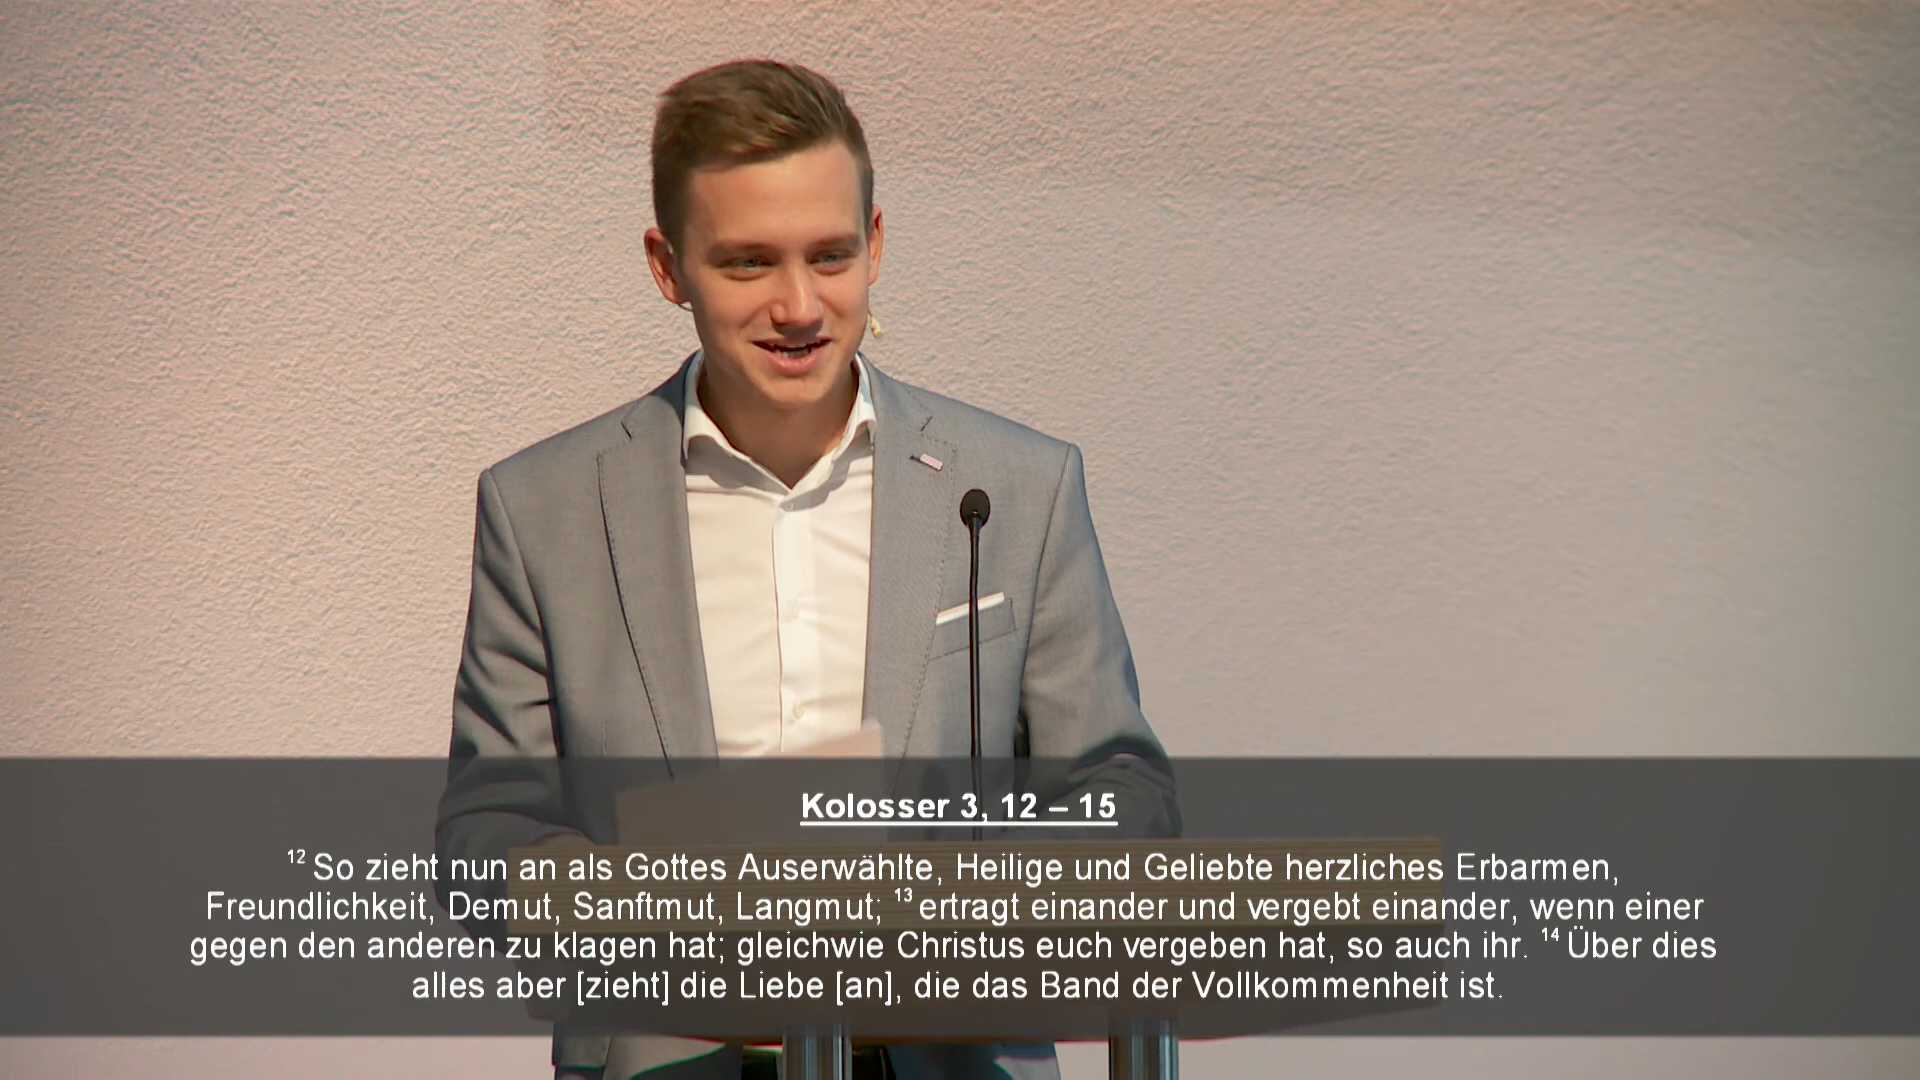 Kolosser 3, 12 – 15
12 So zieht nun an als Gottes Auserwählte, Heilige und Geliebte herzliches Erbarmen,
Freundlichkeit, Demut, Sanftmut, Langmut; 13 ertragt einander und vergebt einander, wenn einer
gegen den anderen zu klagen hat; gleichwie Christus euch vergeben hat, so auch ihr. 14 Über dies
alles aber [zieht] die Liebe [an], die das Band der Vollkommenheit ist.